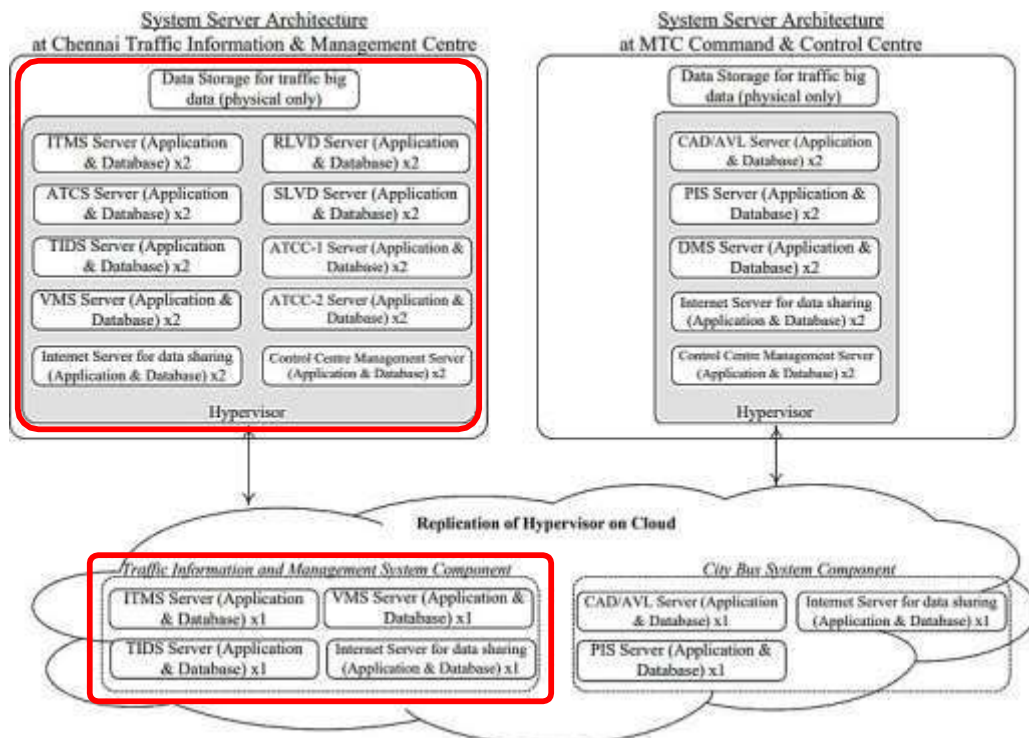 System Server Architecture
at Chennai Traffic Information & Management Centre
Data Storage for traffic big
data (physical only)
ITMS Server (Application
& Database) x2
RLVD Server (Application
& Database) x2
ATCS Server (Application
& Database) x2
SLVD Server (Application
& Database) x2
TIDS Server (Application
& Database) x2
ATCC-1 Server (Application &
Database) x2
VMS Server (Application &
Database) x2
ATCC-2 Server (Application &
Database) x2
Internet Server for data sharing
(Application & Database) x2
Control Centre Management Server
(Application & Database) x2
Hypervisor
System Server Architecture
at MTC Command & Control Centre
Data Storage for traffic big
data (physical only)
CAD/AVL Server (Application
& Database) x2
PIS Server (Application &
Database) x2
DMS Server (Application &
Database) x2
Internet Server for data sharing
(Application & Database) x2
Control Centre Management Server
(Application & Database) x2
Hypervisor
Replication of Hypervisor on Cloud
Traffic Information and Management System Component
ITMS Server (Application
& Database) x1
VMS Server (Application &
Database) x1
TIDS Server (Application
& Database) x1
Internet Server for data sharing
(Application & Database) x1
City Bus System Component
CAD/AVL Server (Application
& Database) x1
Internet Server for data sharing
(Application & Database) x1
PIS Server (Application &
Database) x1